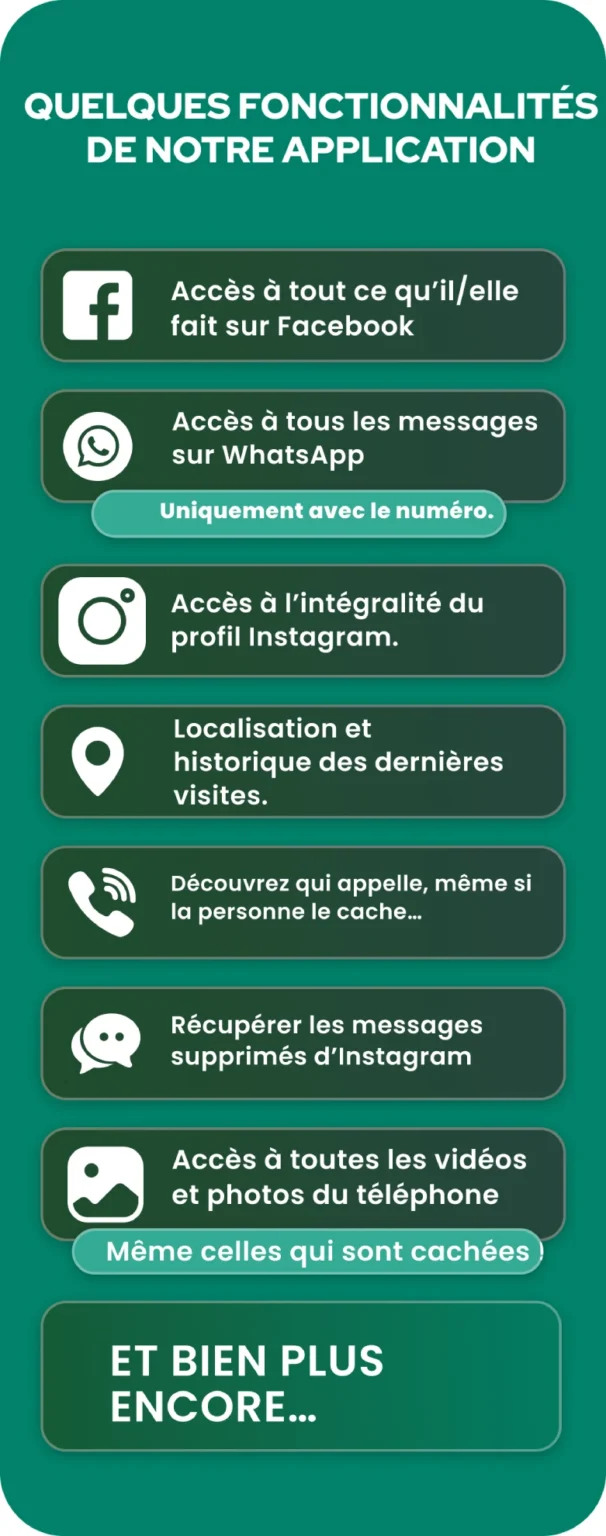 QUELQUES FONCTIONNALITÉS
DE NOTRE APPLICATION
Accès à tout ce qu’il/elle
fait sur Facebook
Accès à tous les messages
sur WhatsApp
Uniquement avec le numéro.
Accès à l’intégralité du
profil Instagram.
Localisation et
historique des dernières
visites.
Découvrez qui appelle, même si
la personne le cache…
Récupérer les messages
supprimés d’Instagram
Accès à toutes les vidéos
et photos du téléphone
Même celles qui sont cachées !
ET BIEN PLUS
ENCORE…